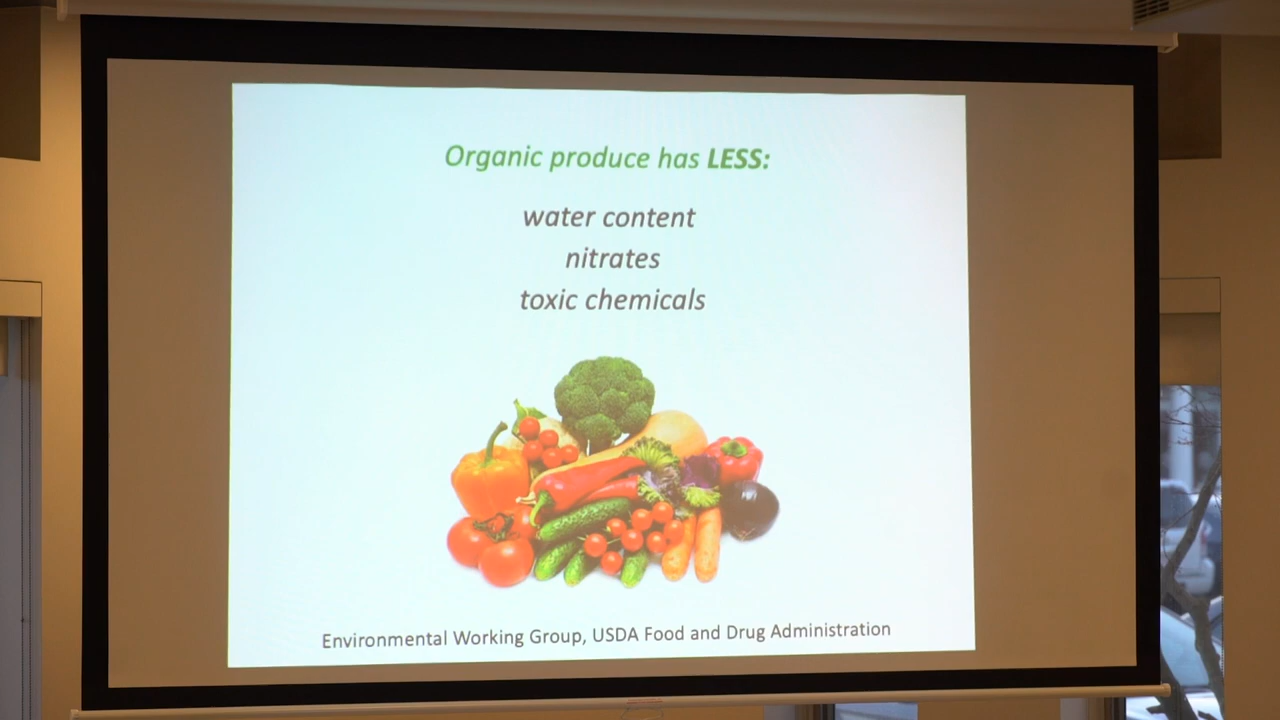 Organic produce has LESS:
water content
nitrates
toxic chemicals
Environmental Working Group, USDA Food and Drug Administration